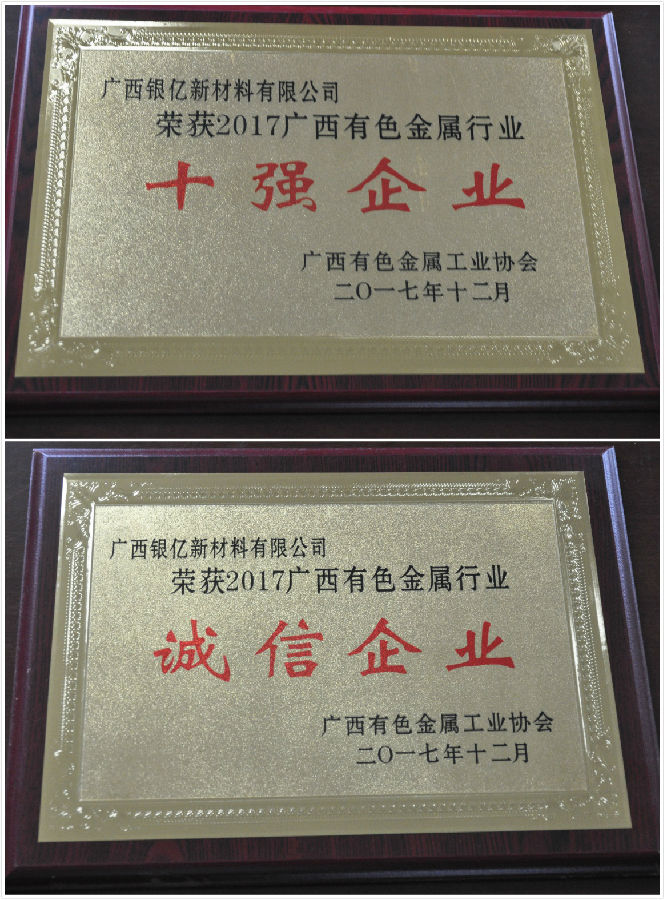 广西银亿新材料有限公司
荣获2017广西有色金属行业
十强企业
广西有色金属工业协会
二〇一七年十二月
广西银亿新材料有限公司
荣获2017广西有色金属行业
诚信企业
广西有色金属工业协会
二〇一七年十二月